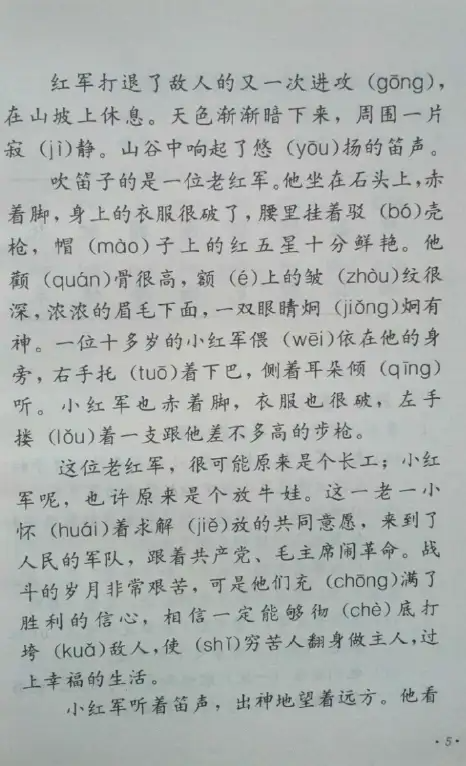 红军打退了敌人的又一次进攻(gōng),
在山坡上休息。天色渐渐暗下来，周围一片
寂(jì)静。山谷中响起了悠(yōu)扬的笛声。
吹笛子的是一位老红军。他坐在石头上，赤
着脚，身上的衣服很破了，腰里挂着驳(bó)壳
枪，帽(mào)子上的红五星十分鲜艳。他
颧(quán)骨很高，额(é)上的皱(zhòu)纹很
深，浓浓的眉毛下面，一双眼睛炯(jiǒng)炯有
神。一位十多岁的小红军偎(wēi)依在他的身
旁，右手托(tuō)着下巴，侧着耳朵倾(qīng)
听。小红军也赤着脚，衣服也很破，左手
搂(lǒu)着一支跟他差不多高的步枪。
这位老红军，很可能原来是个长工；小红
军呢，也许原来是个放牛娃。这一老一小
怀(huái)着求解(jiě)放的共同意愿，来到了
人民的军队，跟着共产党、毛主席闹革命。战
斗的岁月非常艰苦，可是他们充(chōng)满了
胜利的信心，相信一定能够彻(chè)底打
垮(kuǎ)敌人，使(shǐ)穷苦人翻身做主人，过
上幸福的生活。
小红军听着笛声，出神地望着远方。他看
·5·